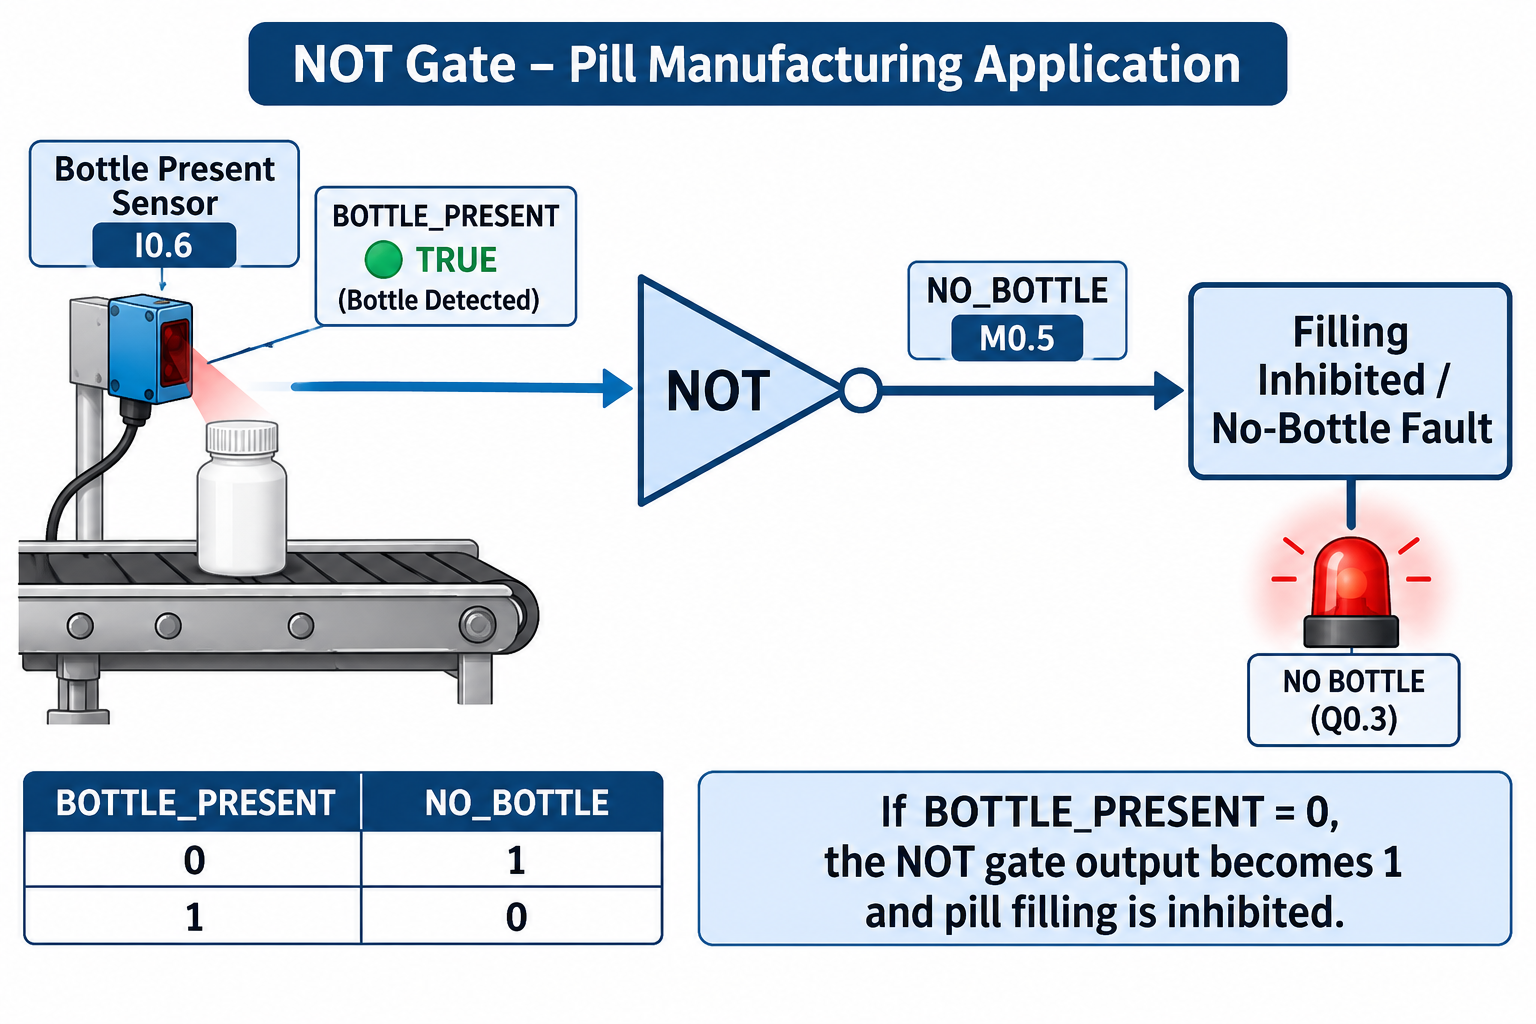 NOT Gate – Pill Manufacturing Application
Bottle Present
Sensor
I0.6
BOTTLE_PRESENT
TRUE
(Bottle Detected)
NOT
NO_BOTTLE
M0.5
Filling
Inhibited /
No-Bottle Fault
NO BOTTLE
(Q0.3)
BOTTLE_PRESENT NO_BOTTLE
0 1
1 0
If BOTTLE_PRESENT = 0,
the NOT gate output becomes 1
and pill filling is inhibited.